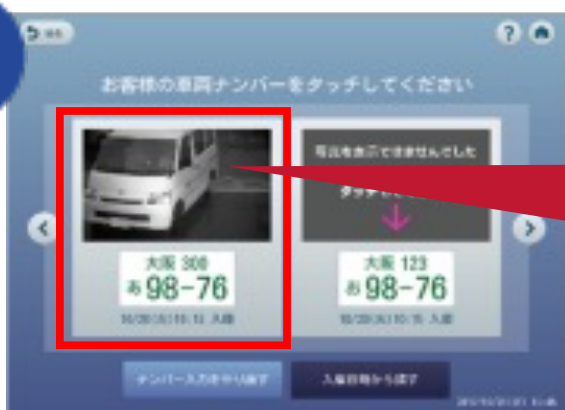 戻る
?
お客様の車両ナンバーをタッチしてください
写真を表示できませんでした
大阪 300
あ 98-76
大阪 123
あ 98-76
ナンバー入力をやり直す
入庫日時から探す